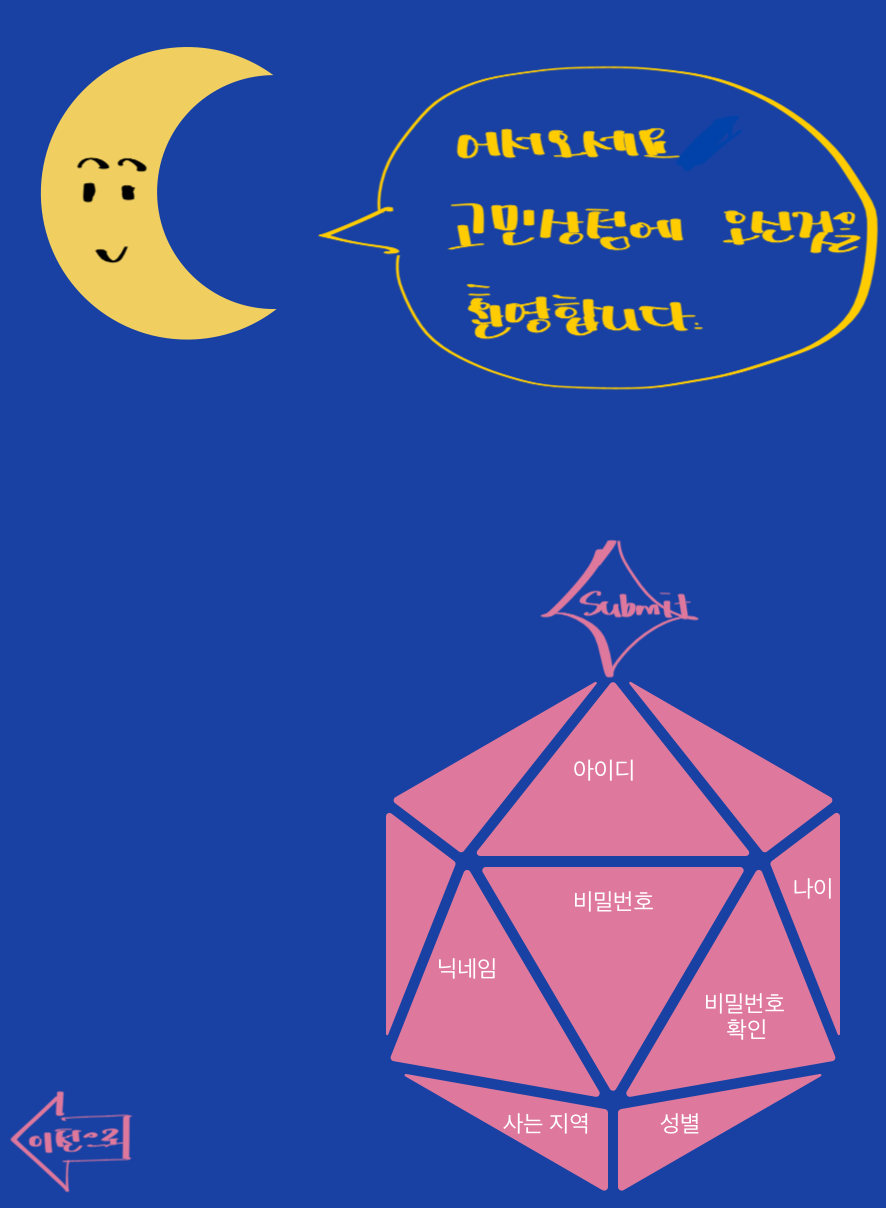 어서오세요
고민상점에 오신걸을
환영합니다.
Submit
아이디
비밀번호
나이
닉네임
비밀번호
확인
사는 지역
성별
이전으로